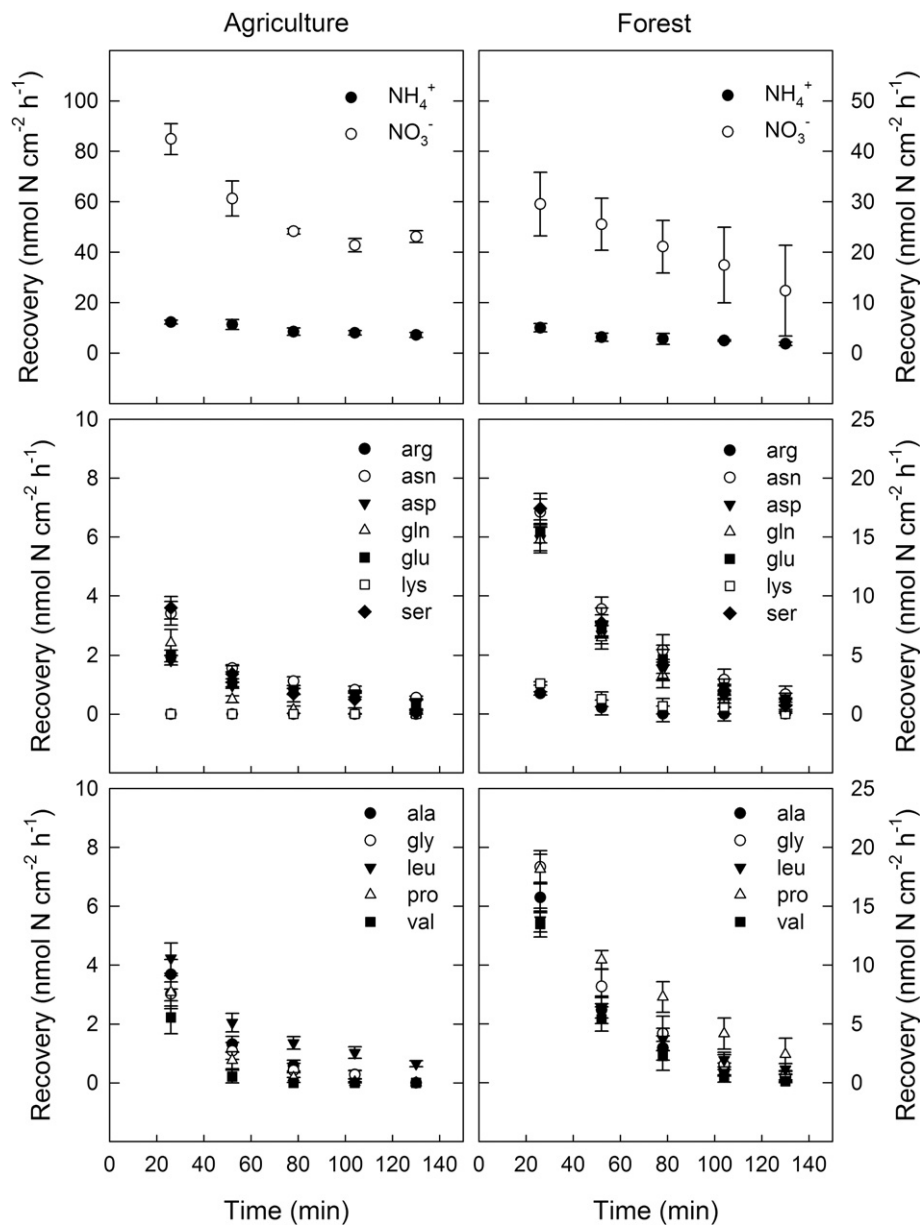 Agriculture
Forest
Recovery (nmol N cm⁻² h⁻¹)
100
80
60
40
20
0
NH₄⁺
NO₃⁻
NH₄⁺
NO₃⁻
50
40
30
20
10
0
Recovery (nmol N cm⁻² h⁻¹)
Recovery (nmol N cm⁻² h⁻¹)
10
8
6
4
2
0
arg
asn
asp
gln
glu
lys
ser
arg
asn
asp
gln
glu
lys
ser
25
20
15
10
5
0
Recovery (nmol N cm⁻² h⁻¹)
Recovery (nmol N cm⁻² h⁻¹)
10
8
6
4
2
0
ala
gly
leu
pro
val
ala
gly
leu
pro
val
25
20
15
10
5
0
Recovery (nmol N cm⁻² h⁻¹)
0 20 40 60 80 100 120 140
0 20 40 60 80 100 120 140
Time (min)
Time (min)